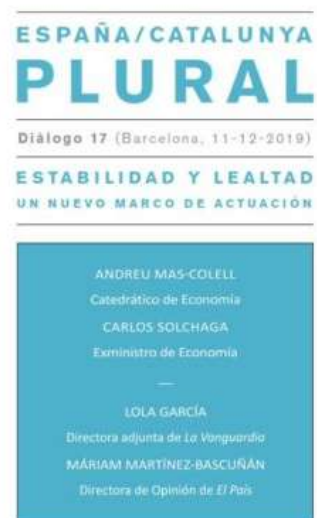 ESPAÑA/CATALUNYA
PLURAL
Diálogo 17 (Barcelona, 11-12-2019)
ESTABILIDAD Y LEALTAD
UN NUEVO MARCO DE ACTUACIÓN
ANDREU MAS-COLELL
Catedrático de Economía
CARLOS SOLCHAGA
Exministro de Economía
—
LOLA GARCÍA
Directora adjunta de La Vanguardia
MÁRIAM MARTÍNEZ-BASCUÑÁN
Directora de Opinión de El País